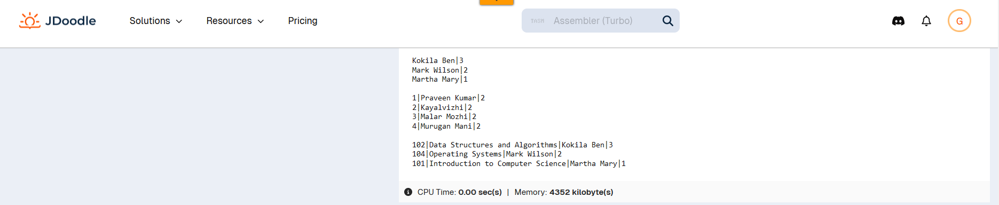 JDoodle Solutions Resources Pricing TASM Assembler (Turbo) G
Kokila Ben|3
Mark Wilson|2
Martha Mary|1
1|Praveen Kumar|2
2|Kayalvizhi|2
3|Malar Mozhi|2
4|Murugan Mani|2
102|Data Structures and Algorithms|Kokila Ben|3
104|Operating Systems|Mark Wilson|2
101|Introduction to Computer Science|Martha Mary|1
CPU Time: 0.00 sec(s) | Memory: 4352 kilobyte(s)